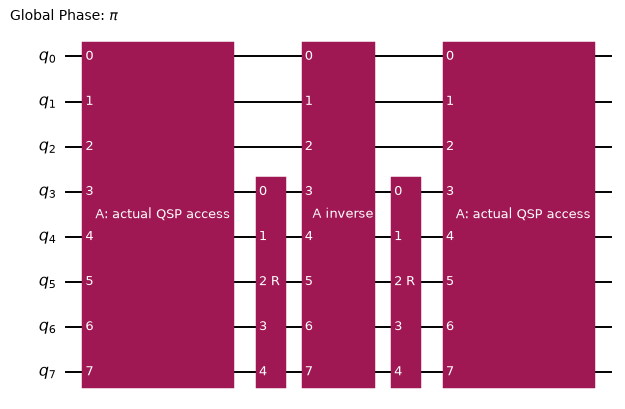 Global Phase: π
q0 0 0 0
q1 1 1 1
q2 2 2 2
q3 3 0 3 0 3
A: actual QSP access A inverse A: actual QSP access
q4 4 1 4 1 4
q5 5 2 R 5 2 R 5
q6 6 3 6 3 6
q7 7 4 7 4 7